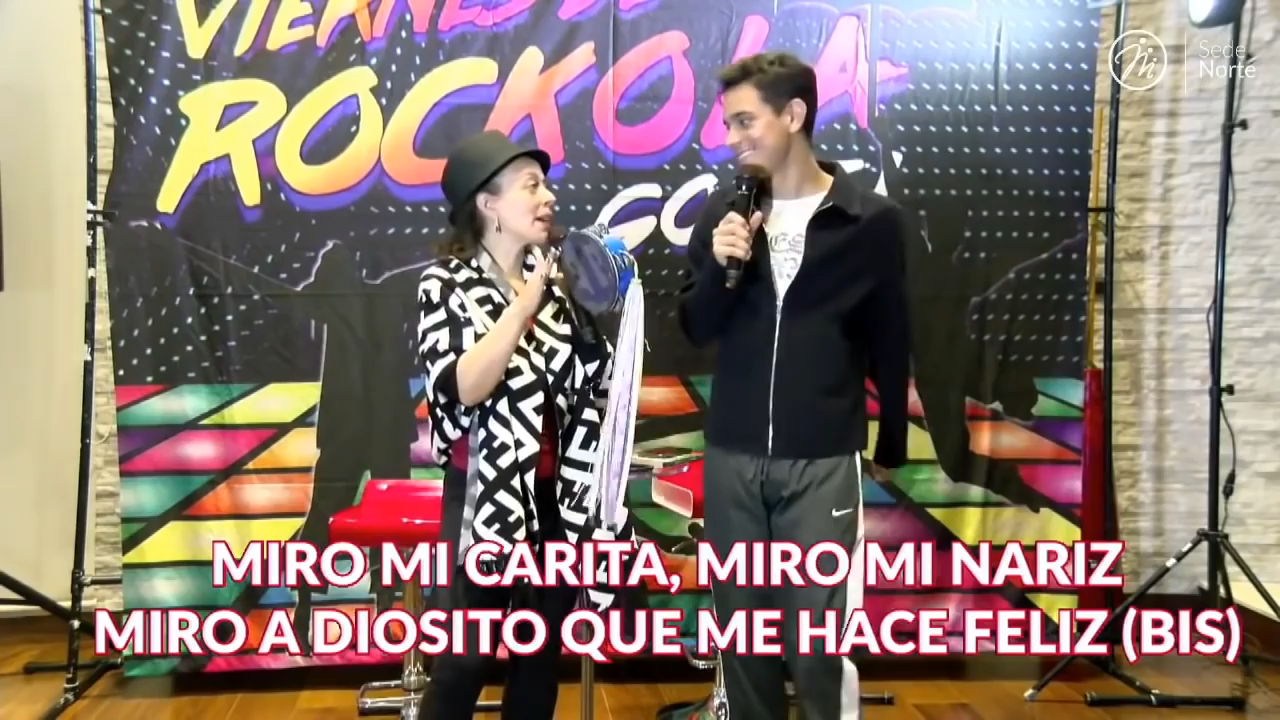 VIERNES DE
ROCKOLA
Sede
Norte
MIRO MI CARITA, MIRO MI NARIZ
MIRO A DIOSITO QUE ME HACE FELIZ (BIS)